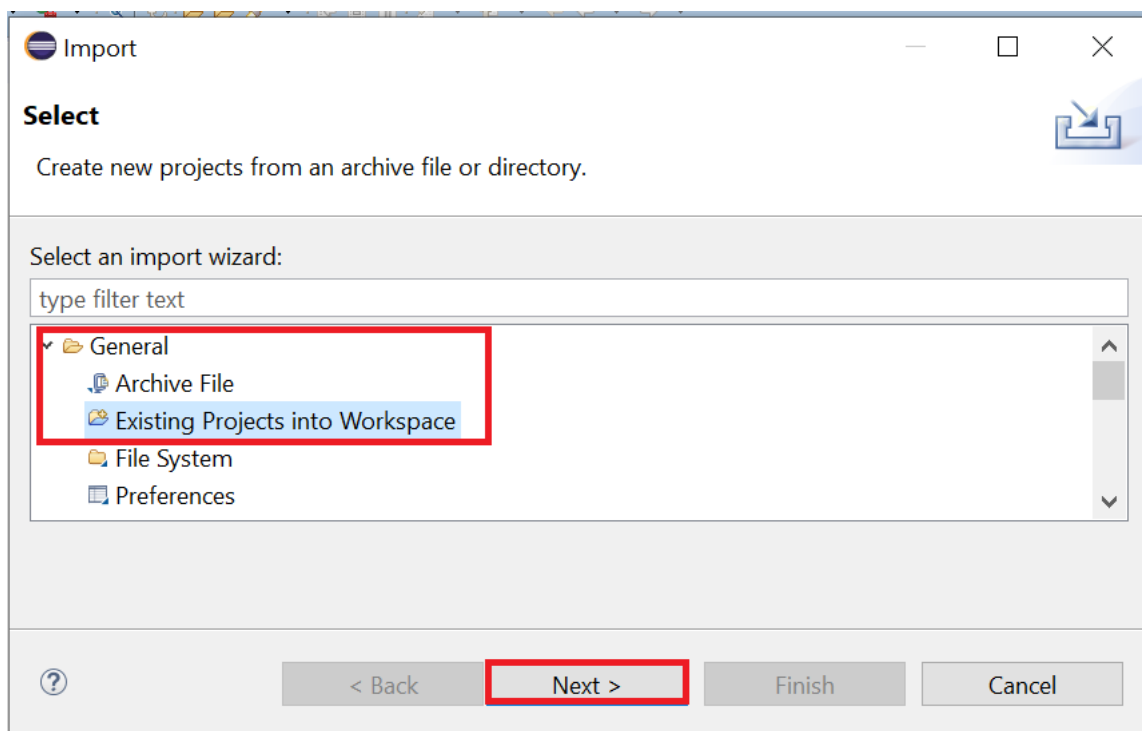 Import
Select
Create new projects from an archive file or directory.
Select an import wizard:
type filter text
General
Archive File
Existing Projects into Workspace
File System
Preferences
?
< Back
Next >
Finish
Cancel